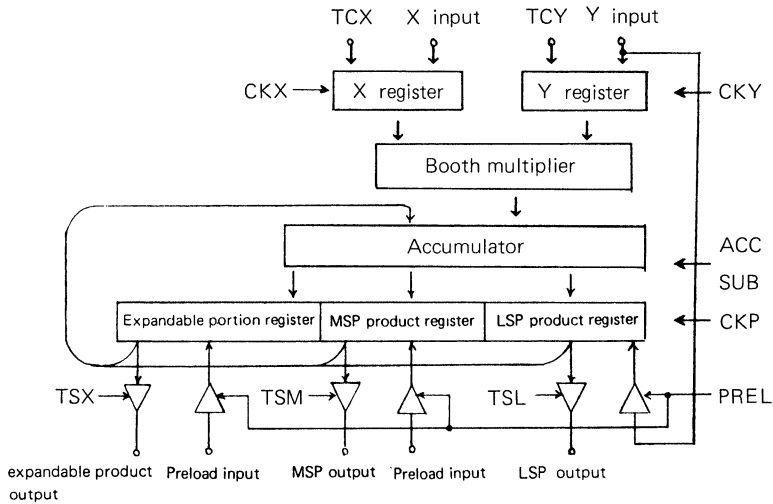 TCX X input TCY Y input
CKX X register Y register CKY
Booth multiplier
Accumulator ACC
SUB
Expandable portion register MSP product register LSP product register CKP
TSX TSM TSL PREL
expandable product output Preload input MSP output Preload input LSP output